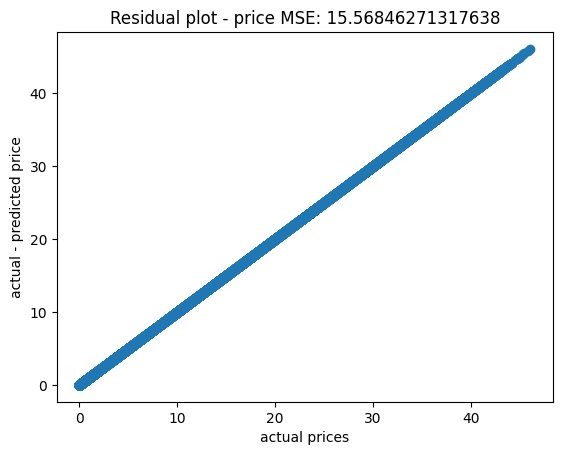 Residual plot - price MSE: 15.56846271317638
actual - predicted price
40
30
20
10
0
0 10 20 30 40
actual prices